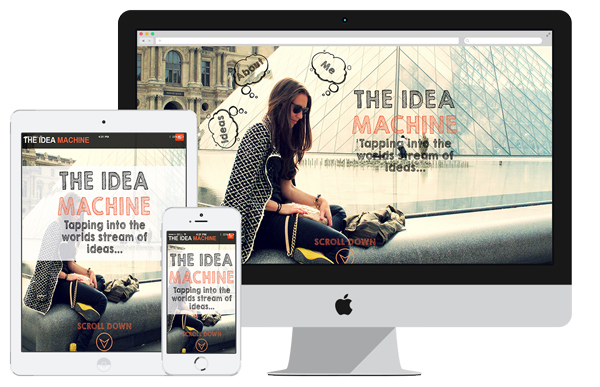 About
Me
Ideas
THE IDEA
MACHINE
Tapping into the
worlds stream of
ideas...
SCROLL DOWN
THE IDEA MACHINE
THE IDEA
MACHINE
Tapping into the
worlds stream of
ideas...
SCROLL DOWN
THE IDEA MACHINE
THE IDEA
MACHINE
Tapping into the
worlds stream of
ideas...
SCROLL DOWN